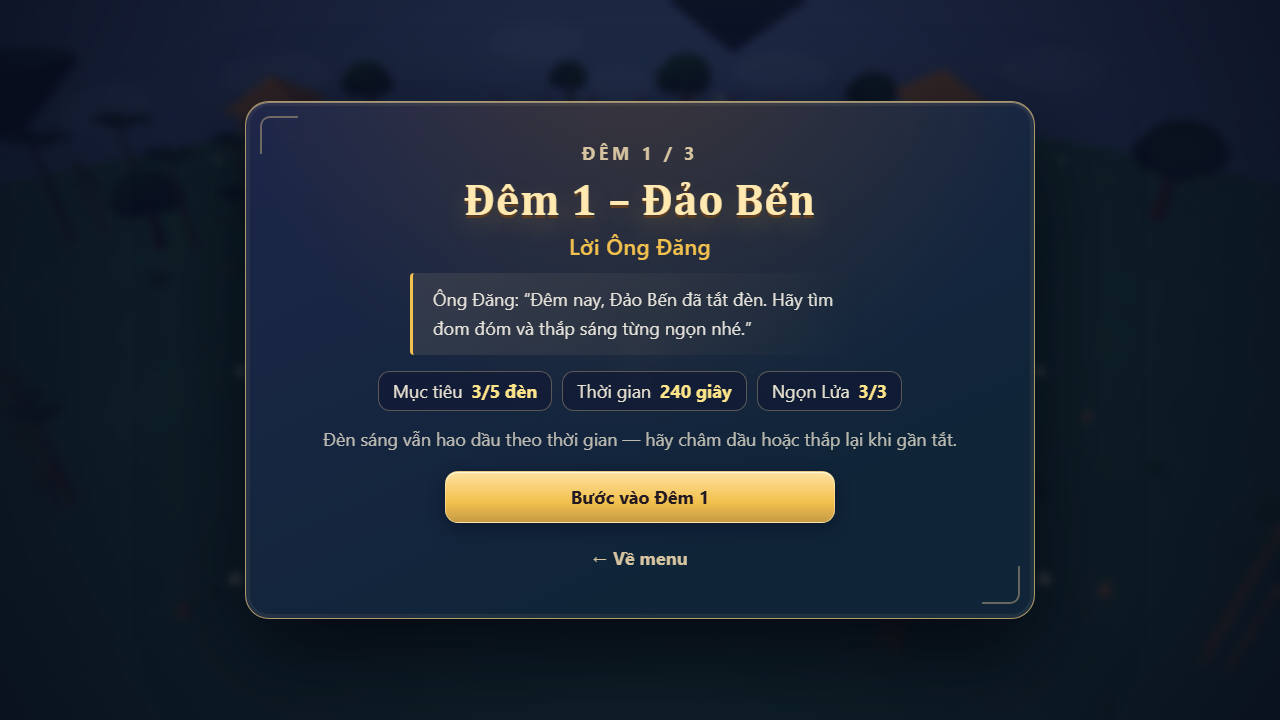 ĐÊM 1 / 3
Đêm 1 – Đảo Bến
Lời Ông Đăng
Ông Đăng: “Đêm nay, Đảo Bến đã tắt đèn. Hãy tìm
đom đóm và thắp sáng từng ngọn nhé.”
Mục tiêu 3/5 đèn Thời gian 240 giây Ngọn Lửa 3/3
Đèn sáng vẫn hao dầu theo thời gian — hãy châm dầu hoặc thắp lại khi gần tắt.
Bước vào Đêm 1
← Về menu